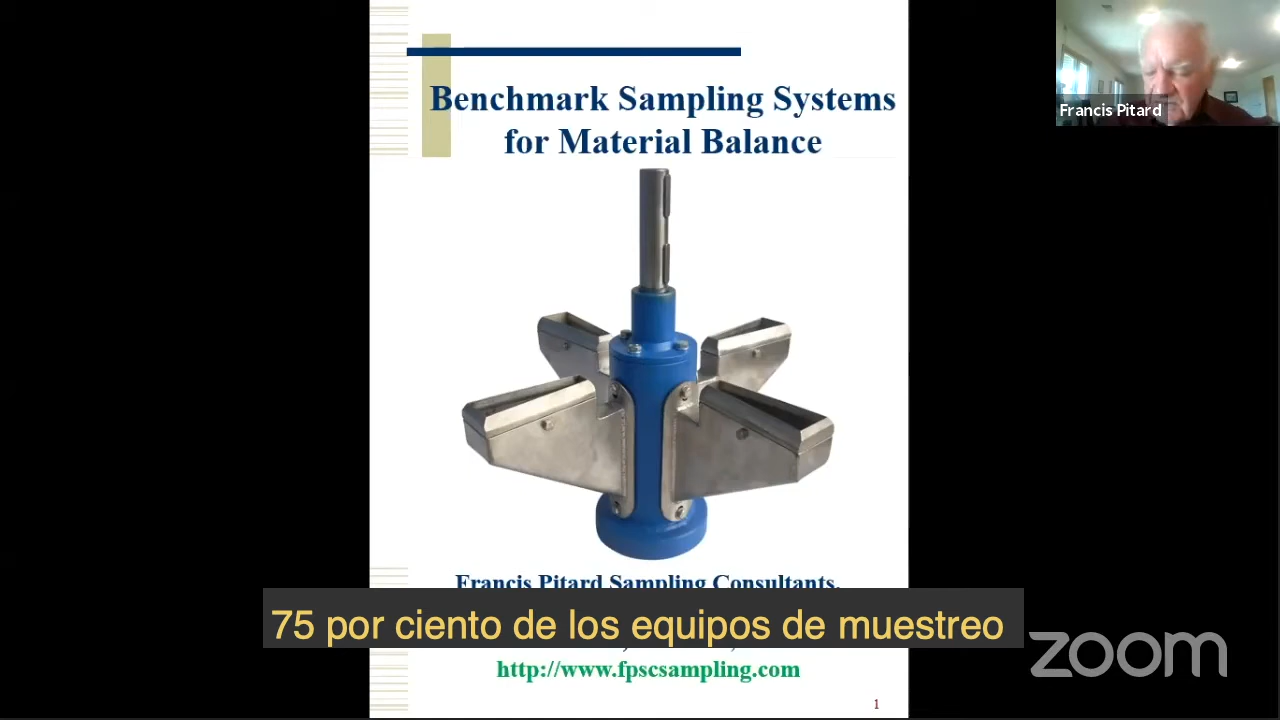 Benchmark Sampling Systems
for Material Balance
Francis Pitard
Francis Pitard Sampling Consultants,
75 por ciento de los equipos de muestreo
http://www.fpscsampling.com
zoom
1